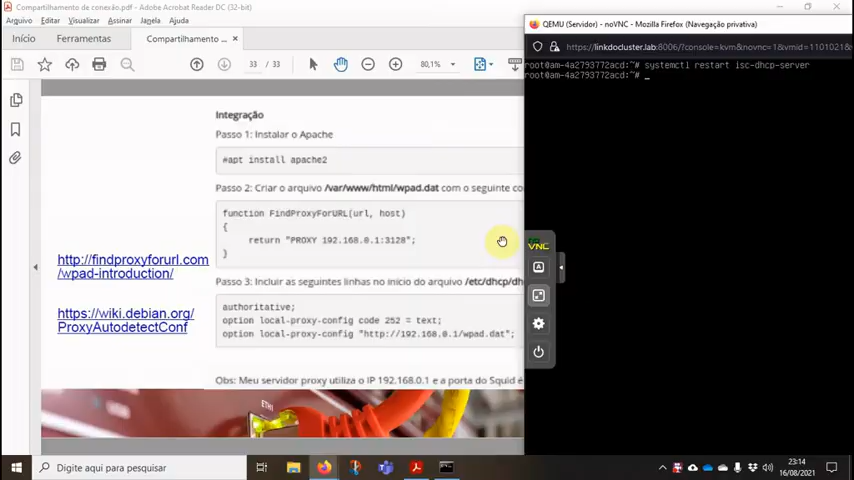 Compartilhamento de conexão.pdf - Adobe Acrobat Reader DC (32-bit)
Arquivo Editar Visualizar Assinar Janela Ajuda
Início Ferramentas Compartilhamento ... ×
33 / 33 80,1%
Integração
Passo 1: Instalar o Apache
#apt install apache2
Passo 2: Criar o arquivo /var/www/html/wpad.dat com o seguinte co
function FindProxyForURL(url, host)
{
return "PROXY 192.168.0.1:3128";
}
http://findproxyforurl.com
/wpad-introduction/
Passo 3: Incluir as seguintes linhas no início do arquivo /etc/dhcp/dh
authoritative;
option local-proxy-config code 252 = text;
option local-proxy-config "http://192.168.0.1/wpad.dat";
https://wiki.debian.org/
ProxyAutodetectConf
Obs: Meu servidor proxy utiliza o IP 192.168.0.1 e a porta do Squid é
ETH1
QEMU (Servidor) - noVNC - Mozilla Firefox (Navegação privativa)
https://linkdocluster.lab:8006/?console=kvm&novnc=1&vmid=1101021&
root@am-4a2793772acd:~# systemctl restart isc-dhcp-server
root@am-4a2793772acd:~# _
VNC
A
Digite aqui para pesquisar
23:14
16/08/2021